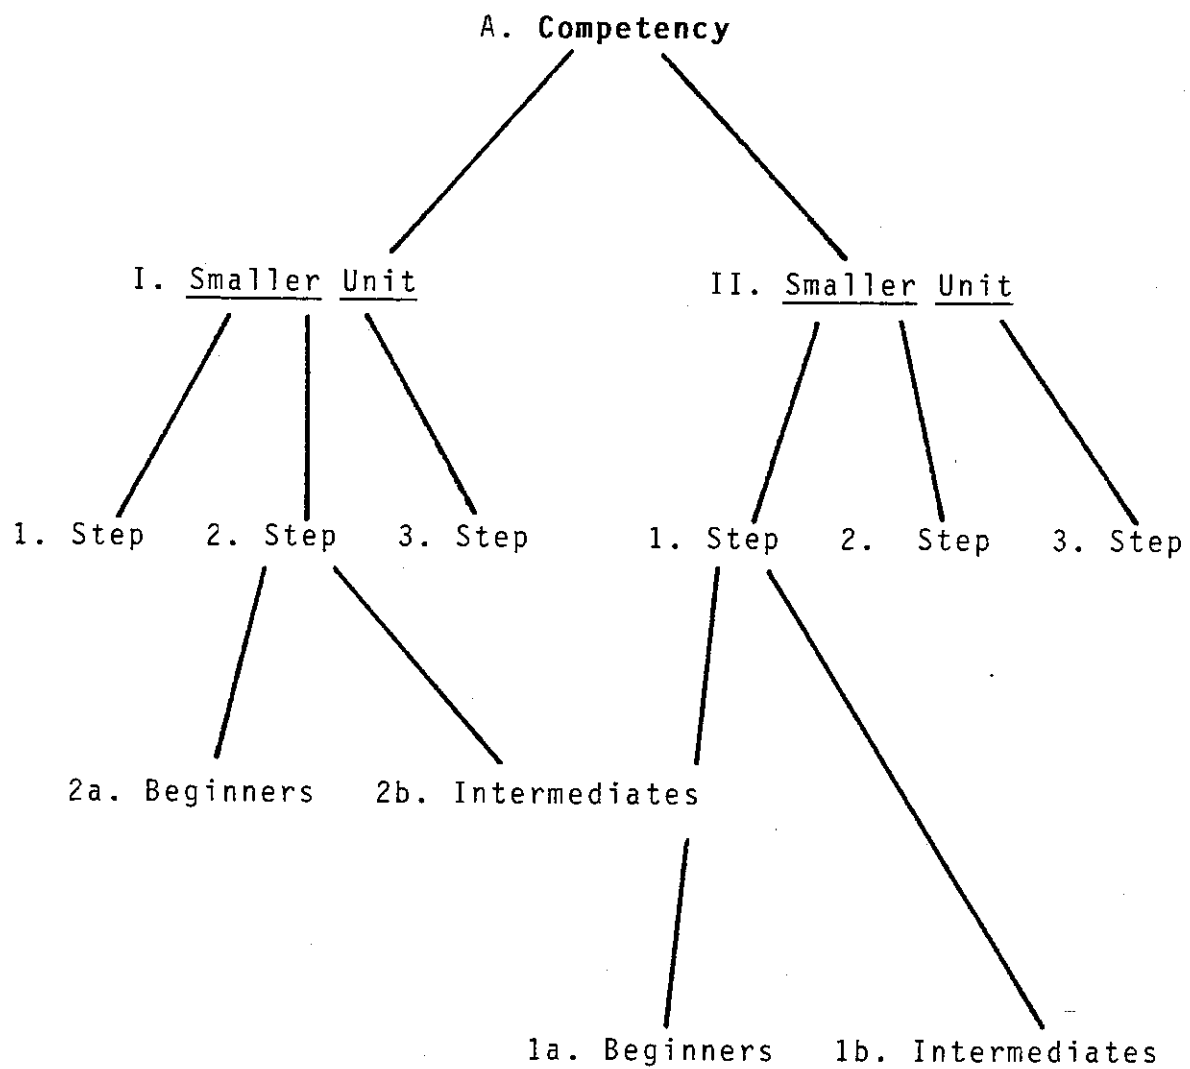 A. Competency
I. Smaller Unit
II. Smaller Unit
1. Step 2. Step 3. Step
1. Step 2. Step 3. Step
2a. Beginners 2b. Intermediates
1a. Beginners 1b. Intermediates